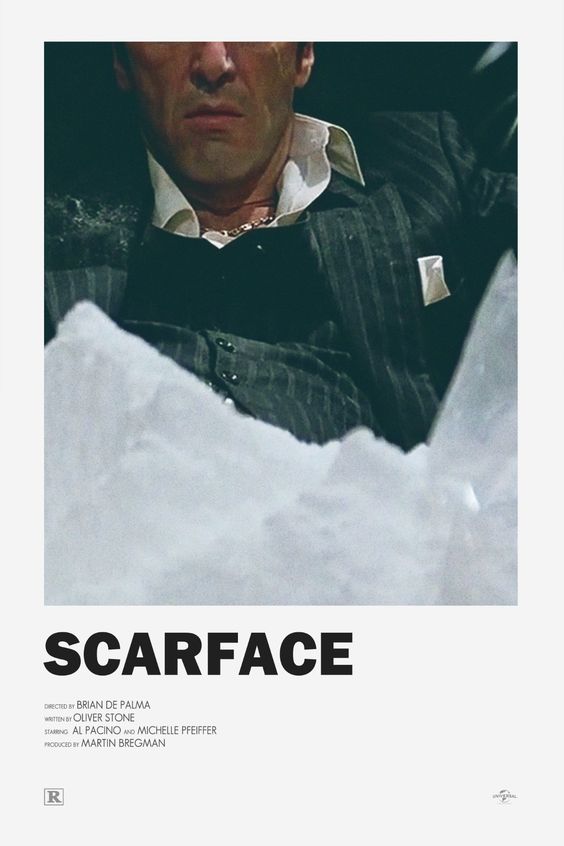 SCARFACE
DIRECTED BY BRIAN DE PALMA
WRITTEN BY OLIVER STONE
STARRING AL PACINO AND MICHELLE PFEIFFER
PRODUCED BY MARTIN BREGMAN
R
UNIVERSAL